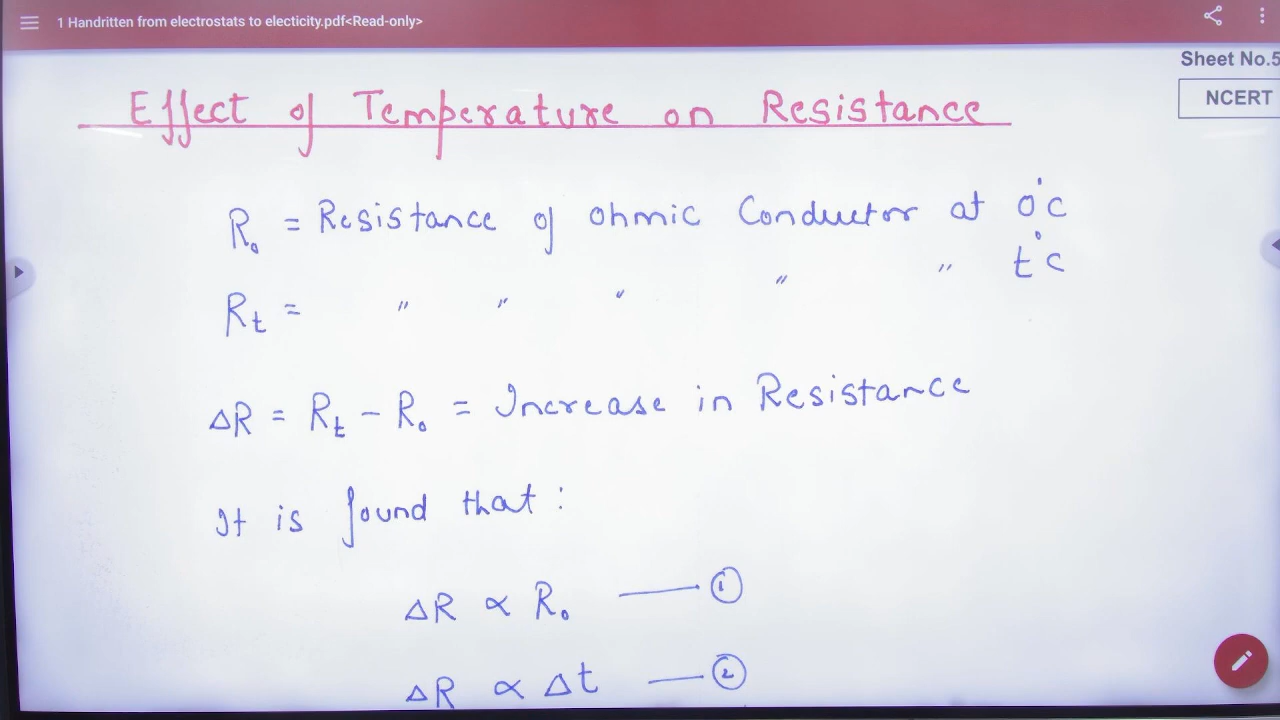 1 Handritten from electrostats to electicity.pdf<Read-only>
Sheet No.5
NCERT
Effect of Temperature on Resistance
R₀ = Resistance of ohmic Conductor at 0°C
Rt = " " " " " t°C
ΔR = Rt - R₀ = Increase in Resistance
It is found that :
ΔR ∝ R₀ —— ①
ΔR ∝ Δt —— ②